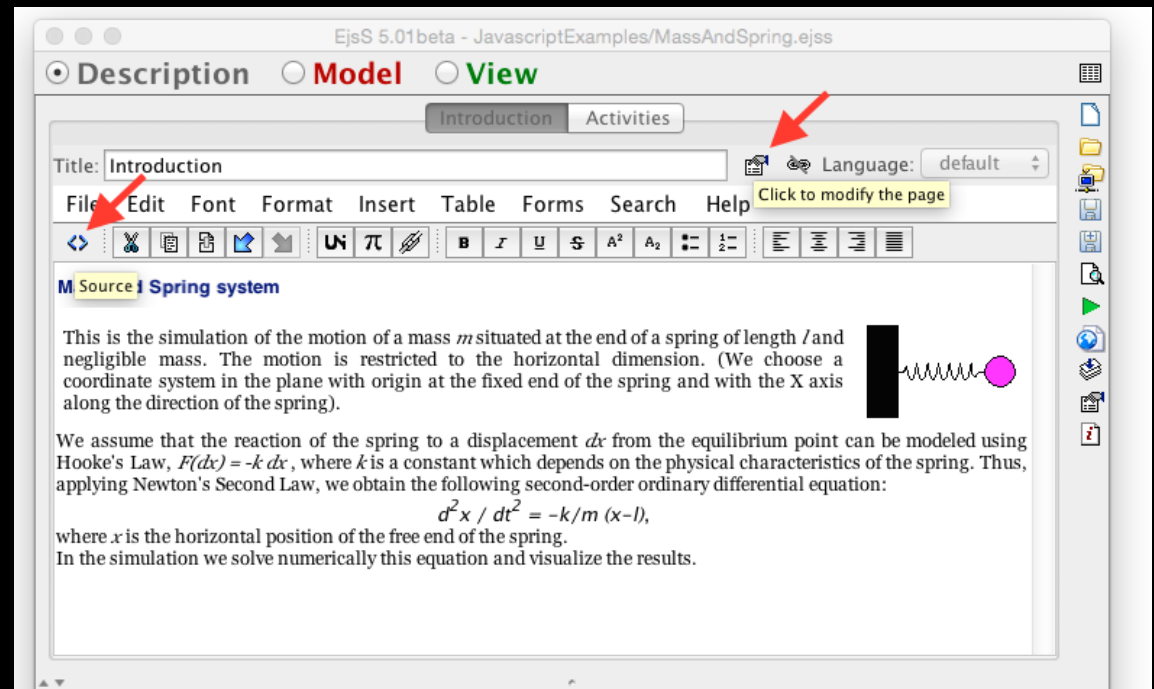 EjsS 5.01beta - JavascriptExamples/MassAndSpring.ejss
Description Model View
Introduction Activities
Title: Introduction Language: default
Click to modify the page
File Edit Font Format Insert Table Forms Search Help
<> UNi π B I U S A² A₂
Source
Spring system
This is the simulation of the motion of a mass m situated at the end of a spring of length l and
negligible mass. The motion is restricted to the horizontal dimension. (We choose a
coordinate system in the plane with origin at the fixed end of the spring and with the X axis
along the direction of the spring).
We assume that the reaction of the spring to a displacement dx from the equilibrium point can be modeled using
Hooke's Law, F(dx) = -k dx , where k is a constant which depends on the physical characteristics of the spring. Thus,
applying Newton's Second Law, we obtain the following second-order ordinary differential equation:
d²x / dt² = -k/m (x-l),
where x is the horizontal position of the free end of the spring.
In the simulation we solve numerically this equation and visualize the results.